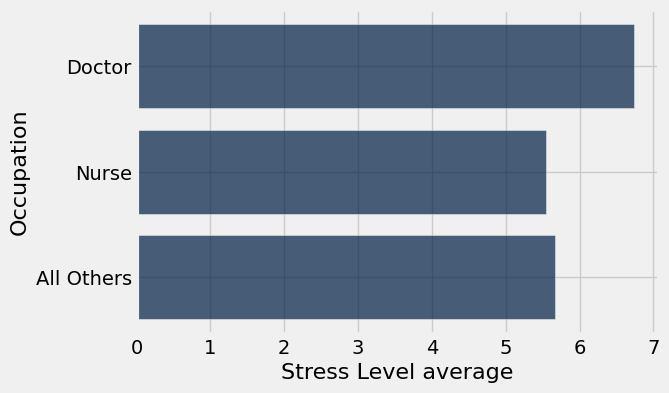 Occupation
Doctor
Nurse
All Others
0 1 2 3 4 5 6 7
Stress Level average